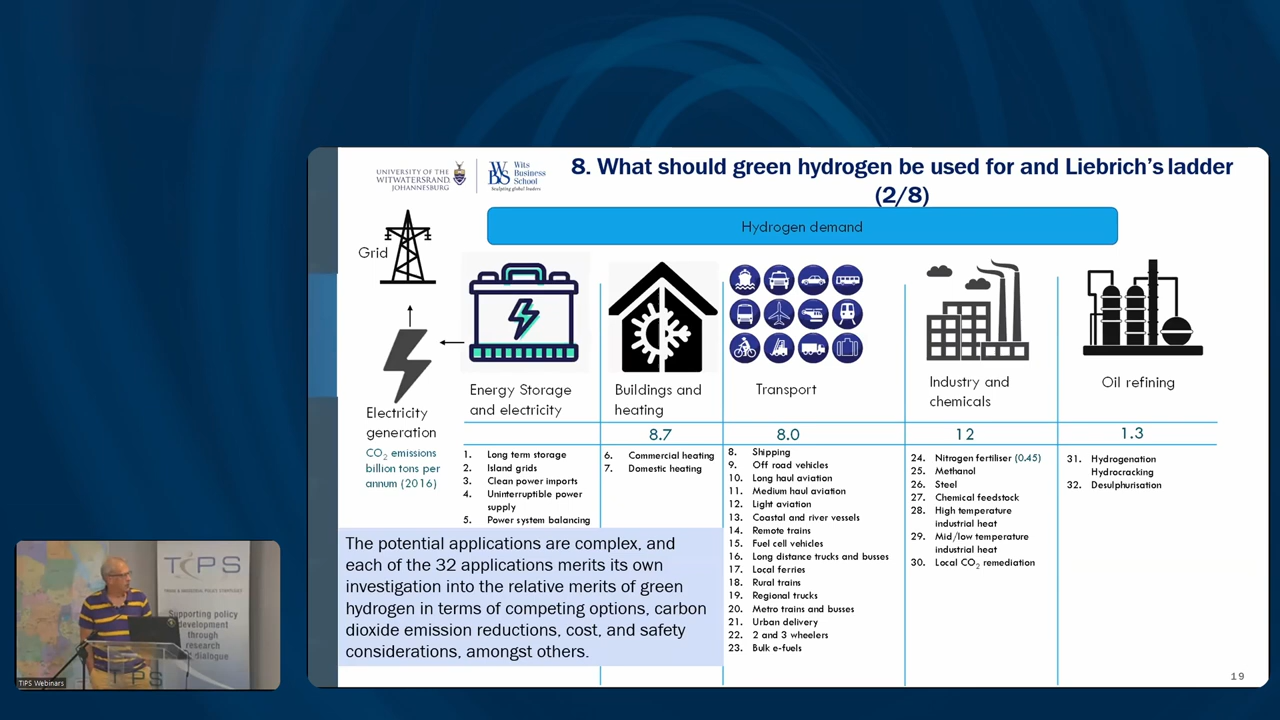 UNIVERSITY OF THE
WITWATERSRAND,
JOHANNESBURG
WBS
Wits
Business
School
Sculpting global leaders
8. What should green hydrogen be used for and Liebrich's ladder
(2/8)
Hydrogen demand
Grid
Electricity
generation
CO2 emissions
billion tons per
annum (2016)
Energy Storage
and electricity
1. Long term storage
2. Island grids
3. Clean power imports
4. Uninterruptible power
supply
5. Power system balancing
Buildings and
heating
8.7
6. Commercial heating
7. Domestic heating
Transport
8.0
8. Shipping
9. Off road vehicles
10. Long haul aviation
11. Medium haul aviation
12. Light aviation
13. Coastal and river vessels
14. Remote trains
15. Fuel cell vehicles
16. Long distance trucks and busses
17. Local ferries
18. Rural trains
19. Regional trucks
20. Metro trains and busses
21. Urban delivery
22. 2 and 3 wheelers
23. Bulk e-fuels
Industry and
chemicals
12
24. Nitrogen fertiliser (0.45)
25. Methanol
26. Steel
27. Chemical feedstock
28. High temperature
industrial heat
29. Mid/low temperature
industrial heat
30. Local CO2 remediation
Oil refining
1.3
31. Hydrogenation
Hydrocracking
32. Desulphurisation
The potential applications are complex, and
each of the 32 applications merits its own
investigation into the relative merits of green
hydrogen in terms of competing options, carbon
dioxide emission reductions, cost, and safety
considerations, amongst others.
19
TIPS
TRADE & INDUSTRIAL POLICY STRATEGIES
Supporting policy
development
through
research
dialogue
TIPS
TIPS Webinars